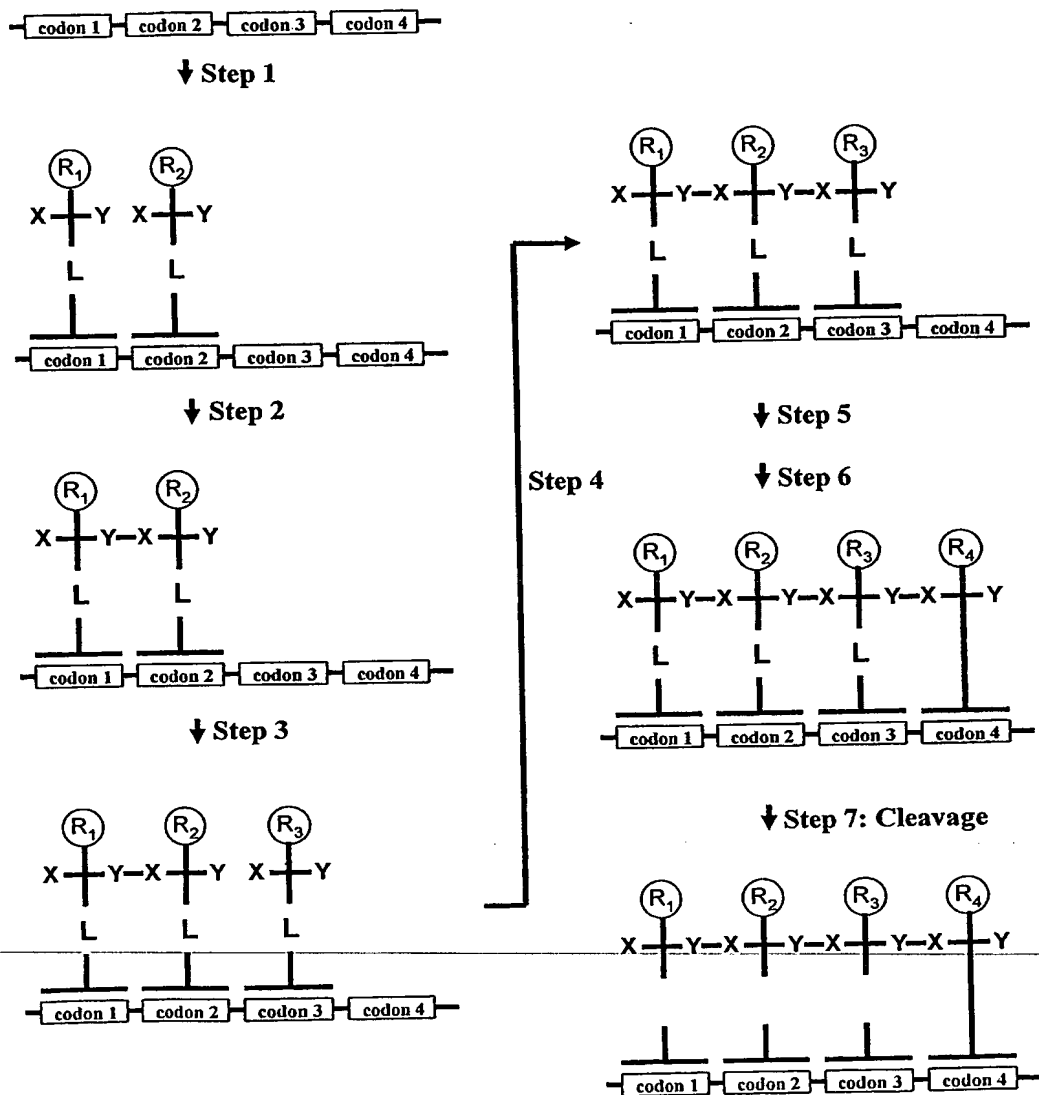 codon 1 codon 2 codon 3 codon 4
Step 1
R1 R2
X Y X Y
L L
codon 1 codon 2 codon 3 codon 4
Step 2
R1 R2
X Y—X Y
L L
codon 1 codon 2 codon 3 codon 4
Step 3
R1 R2 R3
X Y—X Y X Y
L L L
codon 1 codon 2 codon 3 codon 4
Step 4
R1 R2 R3
X Y—X Y—X Y
L L L
codon 1 codon 2 codon 3 codon 4
Step 5
Step 6
R1 R2 R3 R4
X Y—X Y—X Y—X Y
L L L
codon 1 codon 2 codon 3 codon 4
Step 7: Cleavage
R1 R2 R3 R4
X Y—X Y—X Y—X Y
codon 1 codon 2 codon 3 codon 4